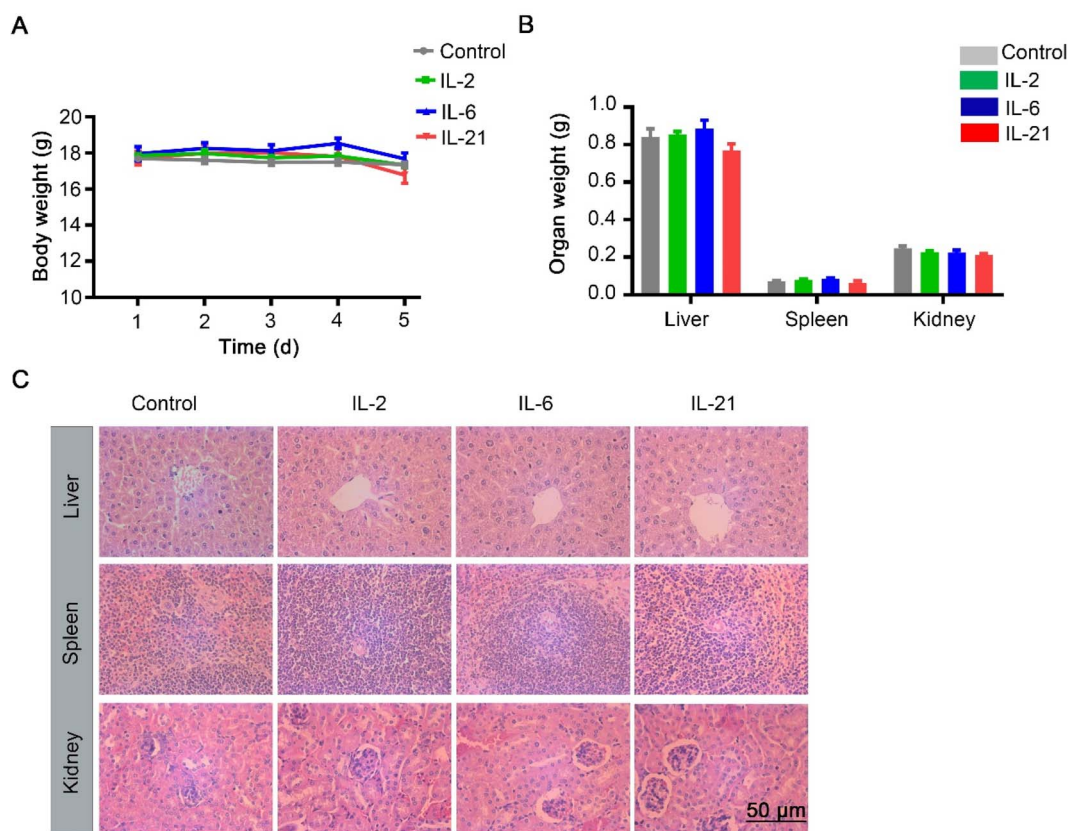 A
Control
IL-2
IL-6
IL-21
Body weight (g)
20
18
16
14
12
10
1 2 3 4 5
Time (d)
B
Control
IL-2
IL-6
IL-21
Organ weight (g)
1.0
0.8
0.6
0.4
0.2
0.0
Liver Spleen Kidney
C
Control IL-2 IL-6 IL-21
Liver
Spleen
Kidney
50 µm